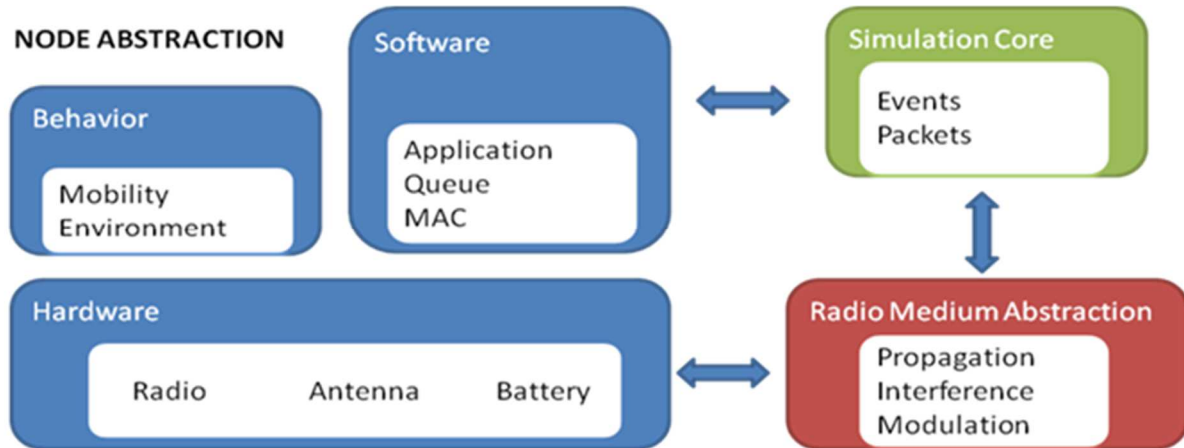 NODE ABSTRACTION
Behavior
Mobility
Environment
Software
Application
Queue
MAC
Simulation Core
Events
Packets
Hardware
Radio Antenna Battery
Radio Medium Abstraction
Propagation
Interference
Modulation